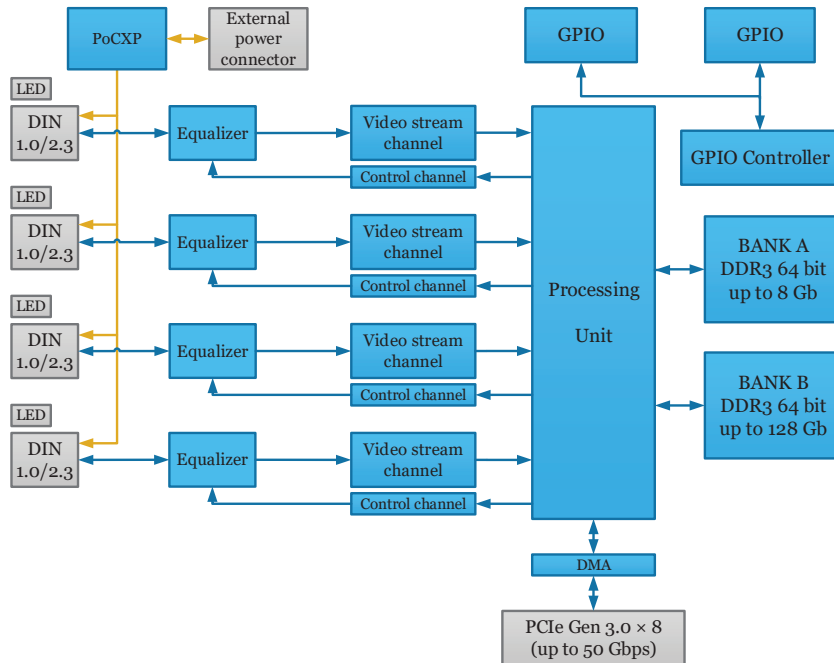 PoCXP
External
power
connector
GPIO
GPIO
GPIO Controller
LED
DIN
1.0/2.3
Equalizer
Video stream
channel
Control channel
LED
DIN
1.0/2.3
Equalizer
Video stream
channel
Control channel
LED
DIN
1.0/2.3
Equalizer
Video stream
channel
Control channel
LED
DIN
1.0/2.3
Equalizer
Video stream
channel
Control channel
Processing
Unit
BANK A
DDR3 64 bit
up to 8 Gb
BANK B
DDR3 64 bit
up to 128 Gb
DMA
PCIe Gen 3.0 × 8
(up to 50 Gbps)